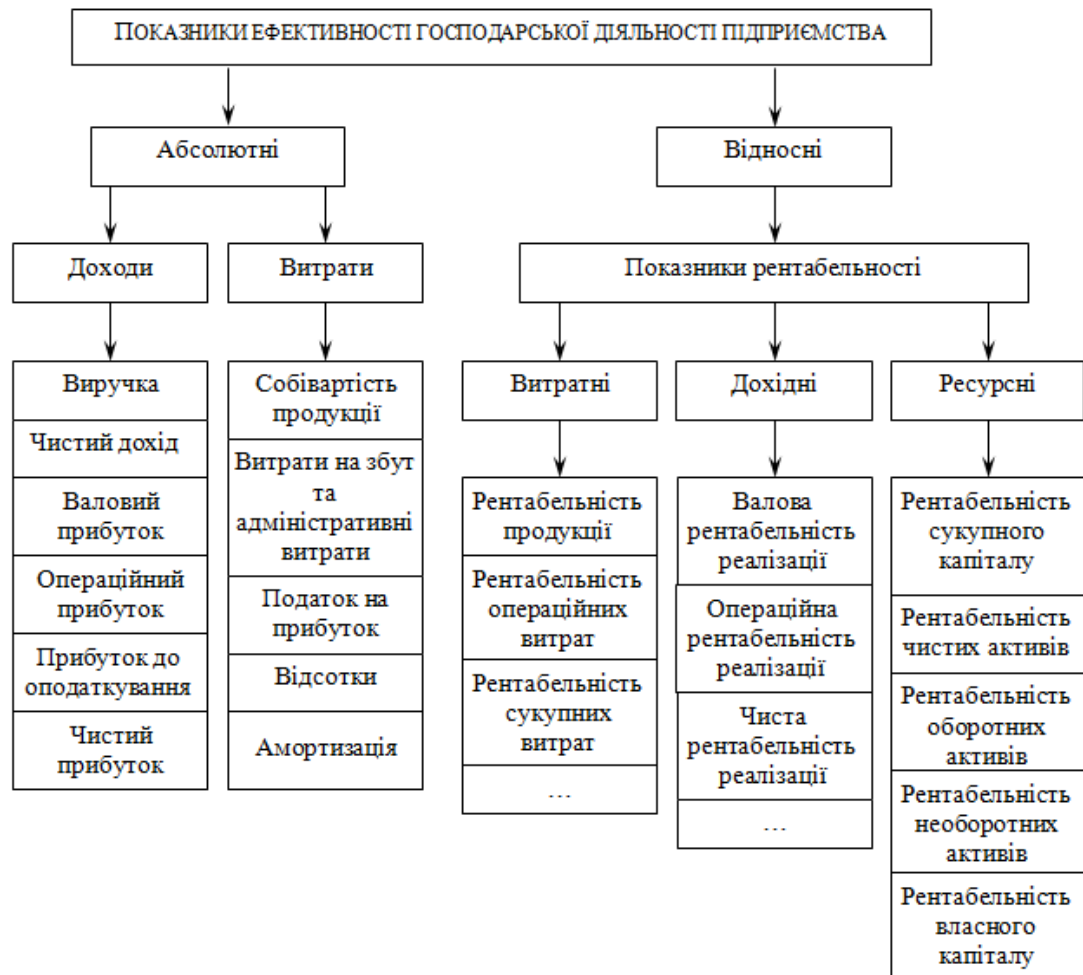 ПОКАЗНИКИ ЕФЕКТИВНОСТІ ГОСПОДАРСЬКОЇ ДІЯЛЬНОСТІ ПІДПРИЄМСТВА
Абсолютні
Відносні
Доходи
Витрати
Показники рентабельності
Виручка
Чистий дохід
Валовий
прибуток
Операційний
прибуток
Прибуток до
оподаткування
Чистий
прибуток
Собівартість
продукції
Витрати на збут
та
адміністративні
витрати
Податок на
прибуток
Відсотки
Амортизація
Витратні
Рентабельність
продукції
Рентабельність
операційних
витрат
Рентабельність
сукупних
витрат
…
Дохідні
Валова
рентабельність
реалізації
Операційна
рентабельність
реалізації
Чиста
рентабельність
реалізації
…
Ресурсні
Рентабельність
сукупного
капіталу
Рентабельність
чистих активів
Рентабельність
оборотних
активів
Рентабельність
необоротних
активів
Рентабельність
власного
капіталу